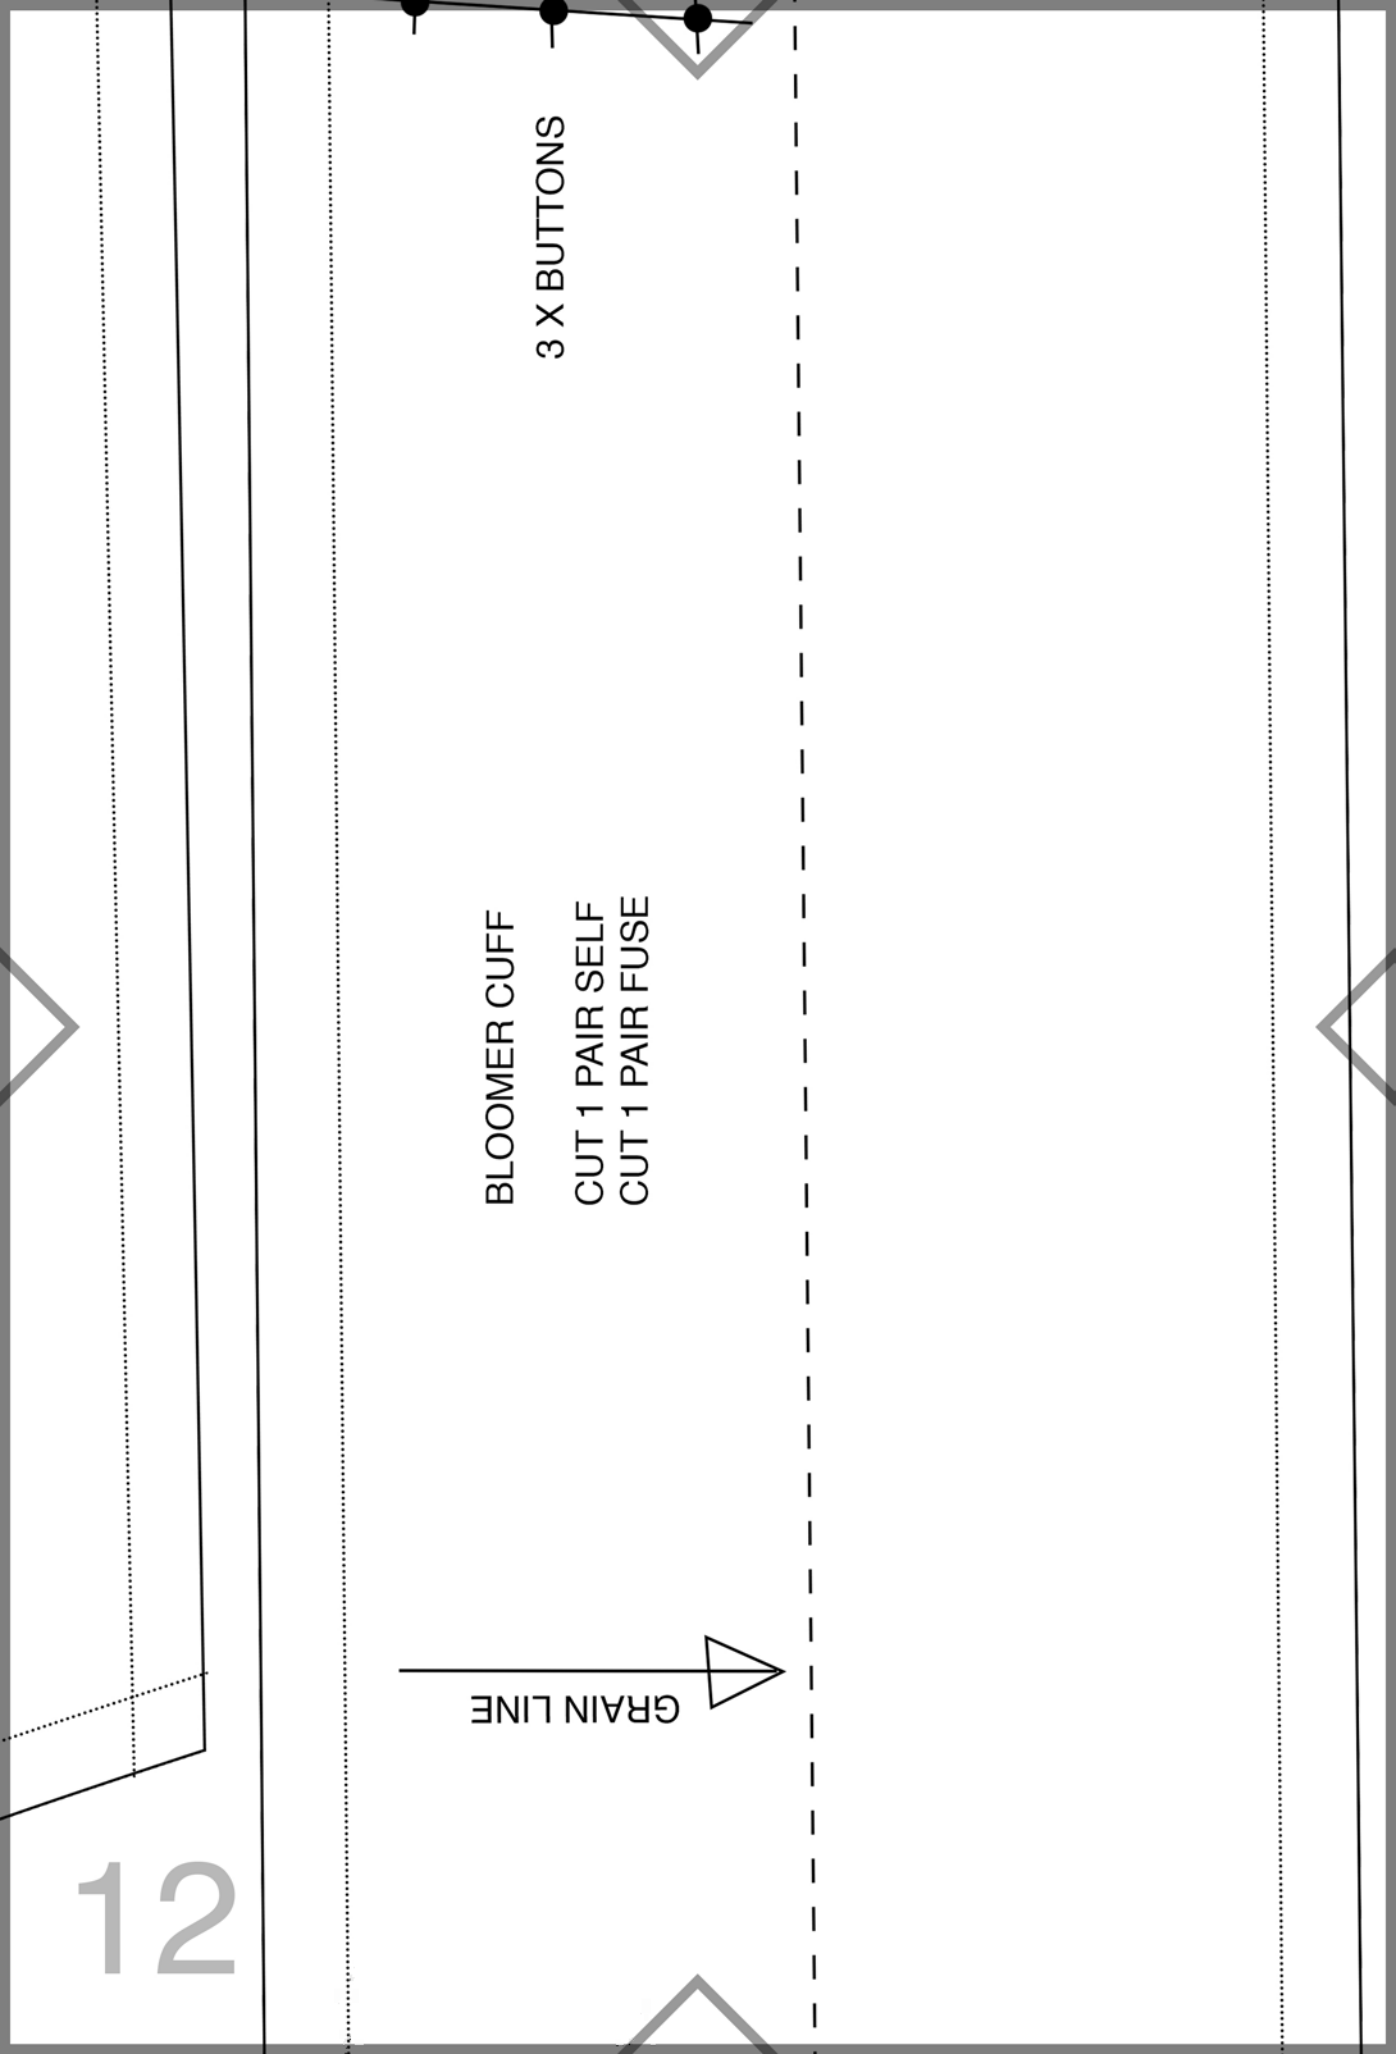 3 X BUTTONS
BLOOMER CUFF
CUT 1 PAIR SELF
CUT 1 PAIR FUSE
GRAIN LINE
12